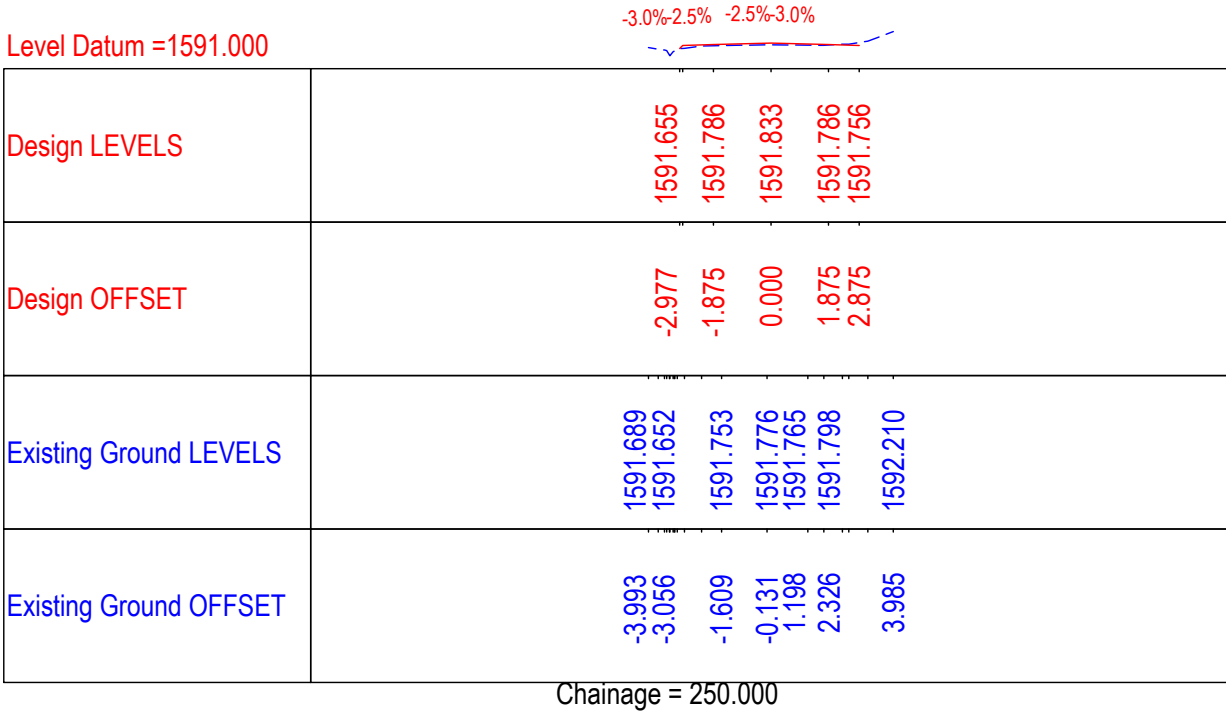 -3.0%-2.5% -2.5%-3.0%
Level Datum =1591.000
Design LEVELS 1591.655 1591.786 1591.833 1591.786 1591.756
Design OFFSET -2.977 -1.875 0.000 1.875 2.875
Existing Ground LEVELS 1591.689 1591.652 1591.753 1591.776 1591.765 1591.798 1592.210
Existing Ground OFFSET -3.993 -3.056 -1.609 -0.131 1.198 2.326 3.985
Chainage = 250.000